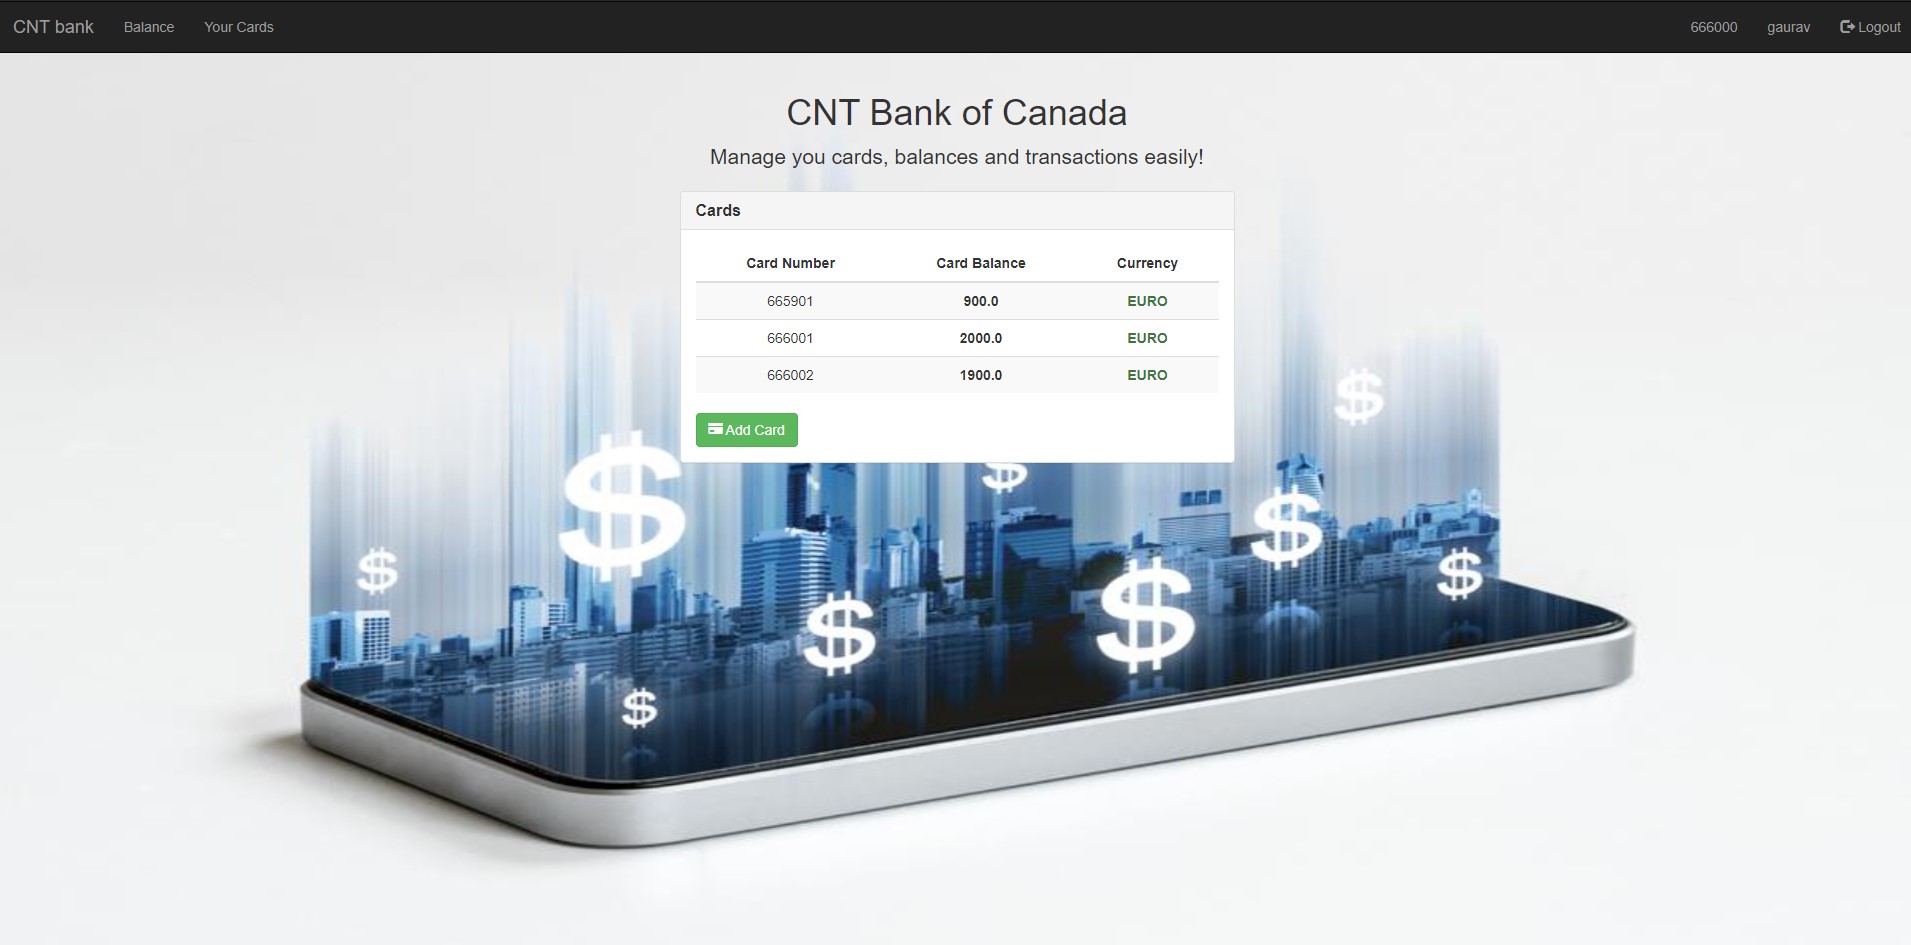 CNT bank Balance Your Cards 666000 gaurav Logout
CNT Bank of Canada
Manage you cards, balances and transactions easily!
Cards
Card Number Card Balance Currency
665901 900.0 EURO
666001 2000.0 EURO
666002 1900.0 EURO
Add Card
$
$
$
$
$
$
$
$
$